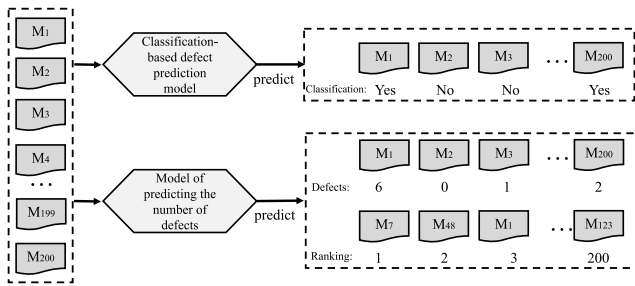 M1
M2
M3
M4
...
M199
M200
Classification-
based defect
prediction
model
predict
M1 M2 M3 ... M200
Classification: Yes No No Yes
Model of
predicting the
number of
defects
predict
M1 M2 M3 ... M200
Defects: 6 0 1 2
M7 M48 M1 ... M123
Ranking: 1 2 3 200